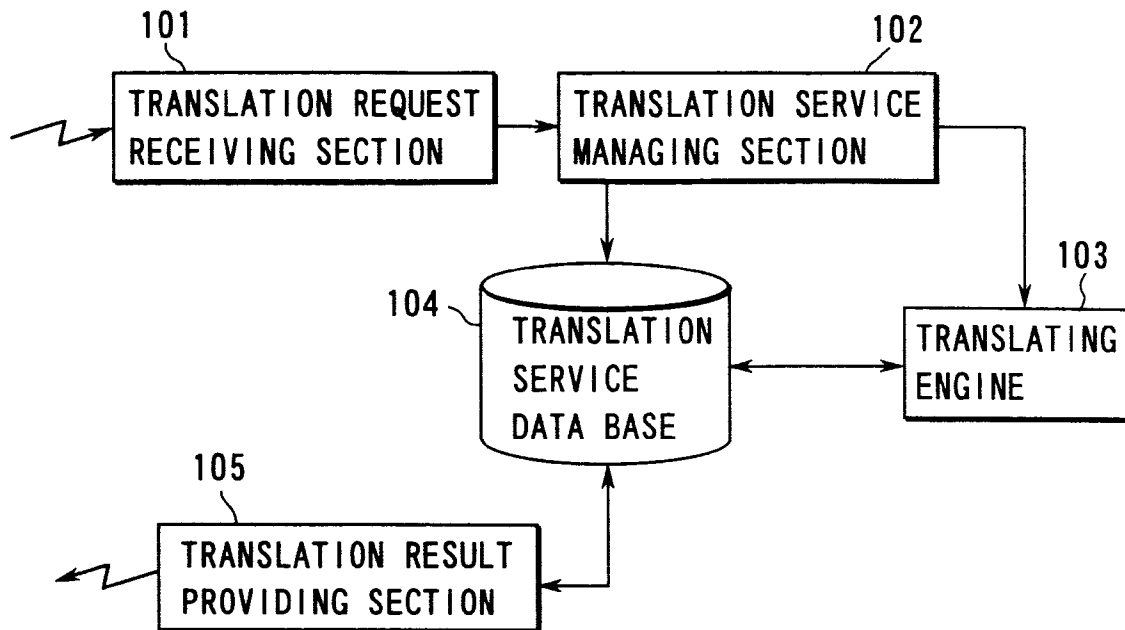 101
TRANSLATION REQUEST
RECEIVING SECTION
102
TRANSLATION SERVICE
MANAGING SECTION
103
TRANSLATING
ENGINE
104
TRANSLATION
SERVICE
DATA BASE
105
TRANSLATION RESULT
PROVIDING SECTION